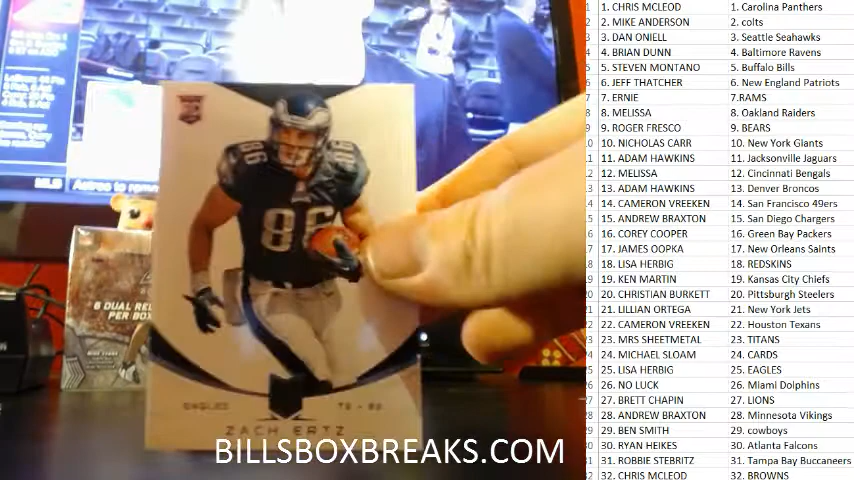 86
86
86
EAGLES TE - 86
ZACH ERTZ
6 DUAL REL
PER BOX
MLB Astros to
BILLSBOXBREAKS.COM
1. CHRIS MCLEOD 1. Carolina Panthers
2. MIKE ANDERSON 2. colts
3. DAN ONIELL 3. Seattle Seahawks
4. BRIAN DUNN 4. Baltimore Ravens
5. STEVEN MONTANO 5. Buffalo Bills
6. JEFF THATCHER 6. New England Patriots
7. ERNIE 7.RAMS
8. MELISSA 8. Oakland Raiders
9. ROGER FRESCO 9. BEARS
10. NICHOLAS CARR 10. New York Giants
11. ADAM HAWKINS 11. Jacksonville Jaguars
12. MELISSA 12. Cincinnati Bengals
13. ADAM HAWKINS 13. Denver Broncos
14. CAMERON VREEKEN 14. San Francisco 49ers
15. ANDREW BRAXTON 15. San Diego Chargers
16. COREY COOPER 16. Green Bay Packers
17. JAMES OOPKA 17. New Orleans Saints
18. LISA HERBIG 18. REDSKINS
19. KEN MARTIN 19. Kansas City Chiefs
20. CHRISTIAN BURKETT 20. Pittsburgh Steelers
21. LILLIAN ORTEGA 21. New York Jets
22. CAMERON VREEKEN 22. Houston Texans
23. MRS SHEETMETAL 23. TITANS
24. MICHAEL SLOAM 24. CARDS
25. LISA HERBIG 25. EAGLES
26. NO LUCK 26. Miami Dolphins
27. BRETT CHAPIN 27. LIONS
28. ANDREW BRAXTON 28. Minnesota Vikings
29. BEN SMITH 29. cowboys
30. RYAN HEIKES 30. Atlanta Falcons
31. ROBBIE STEBRITZ 31. Tampa Bay Buccaneers
32. CHRIS MCLEOD 32. BROWNS